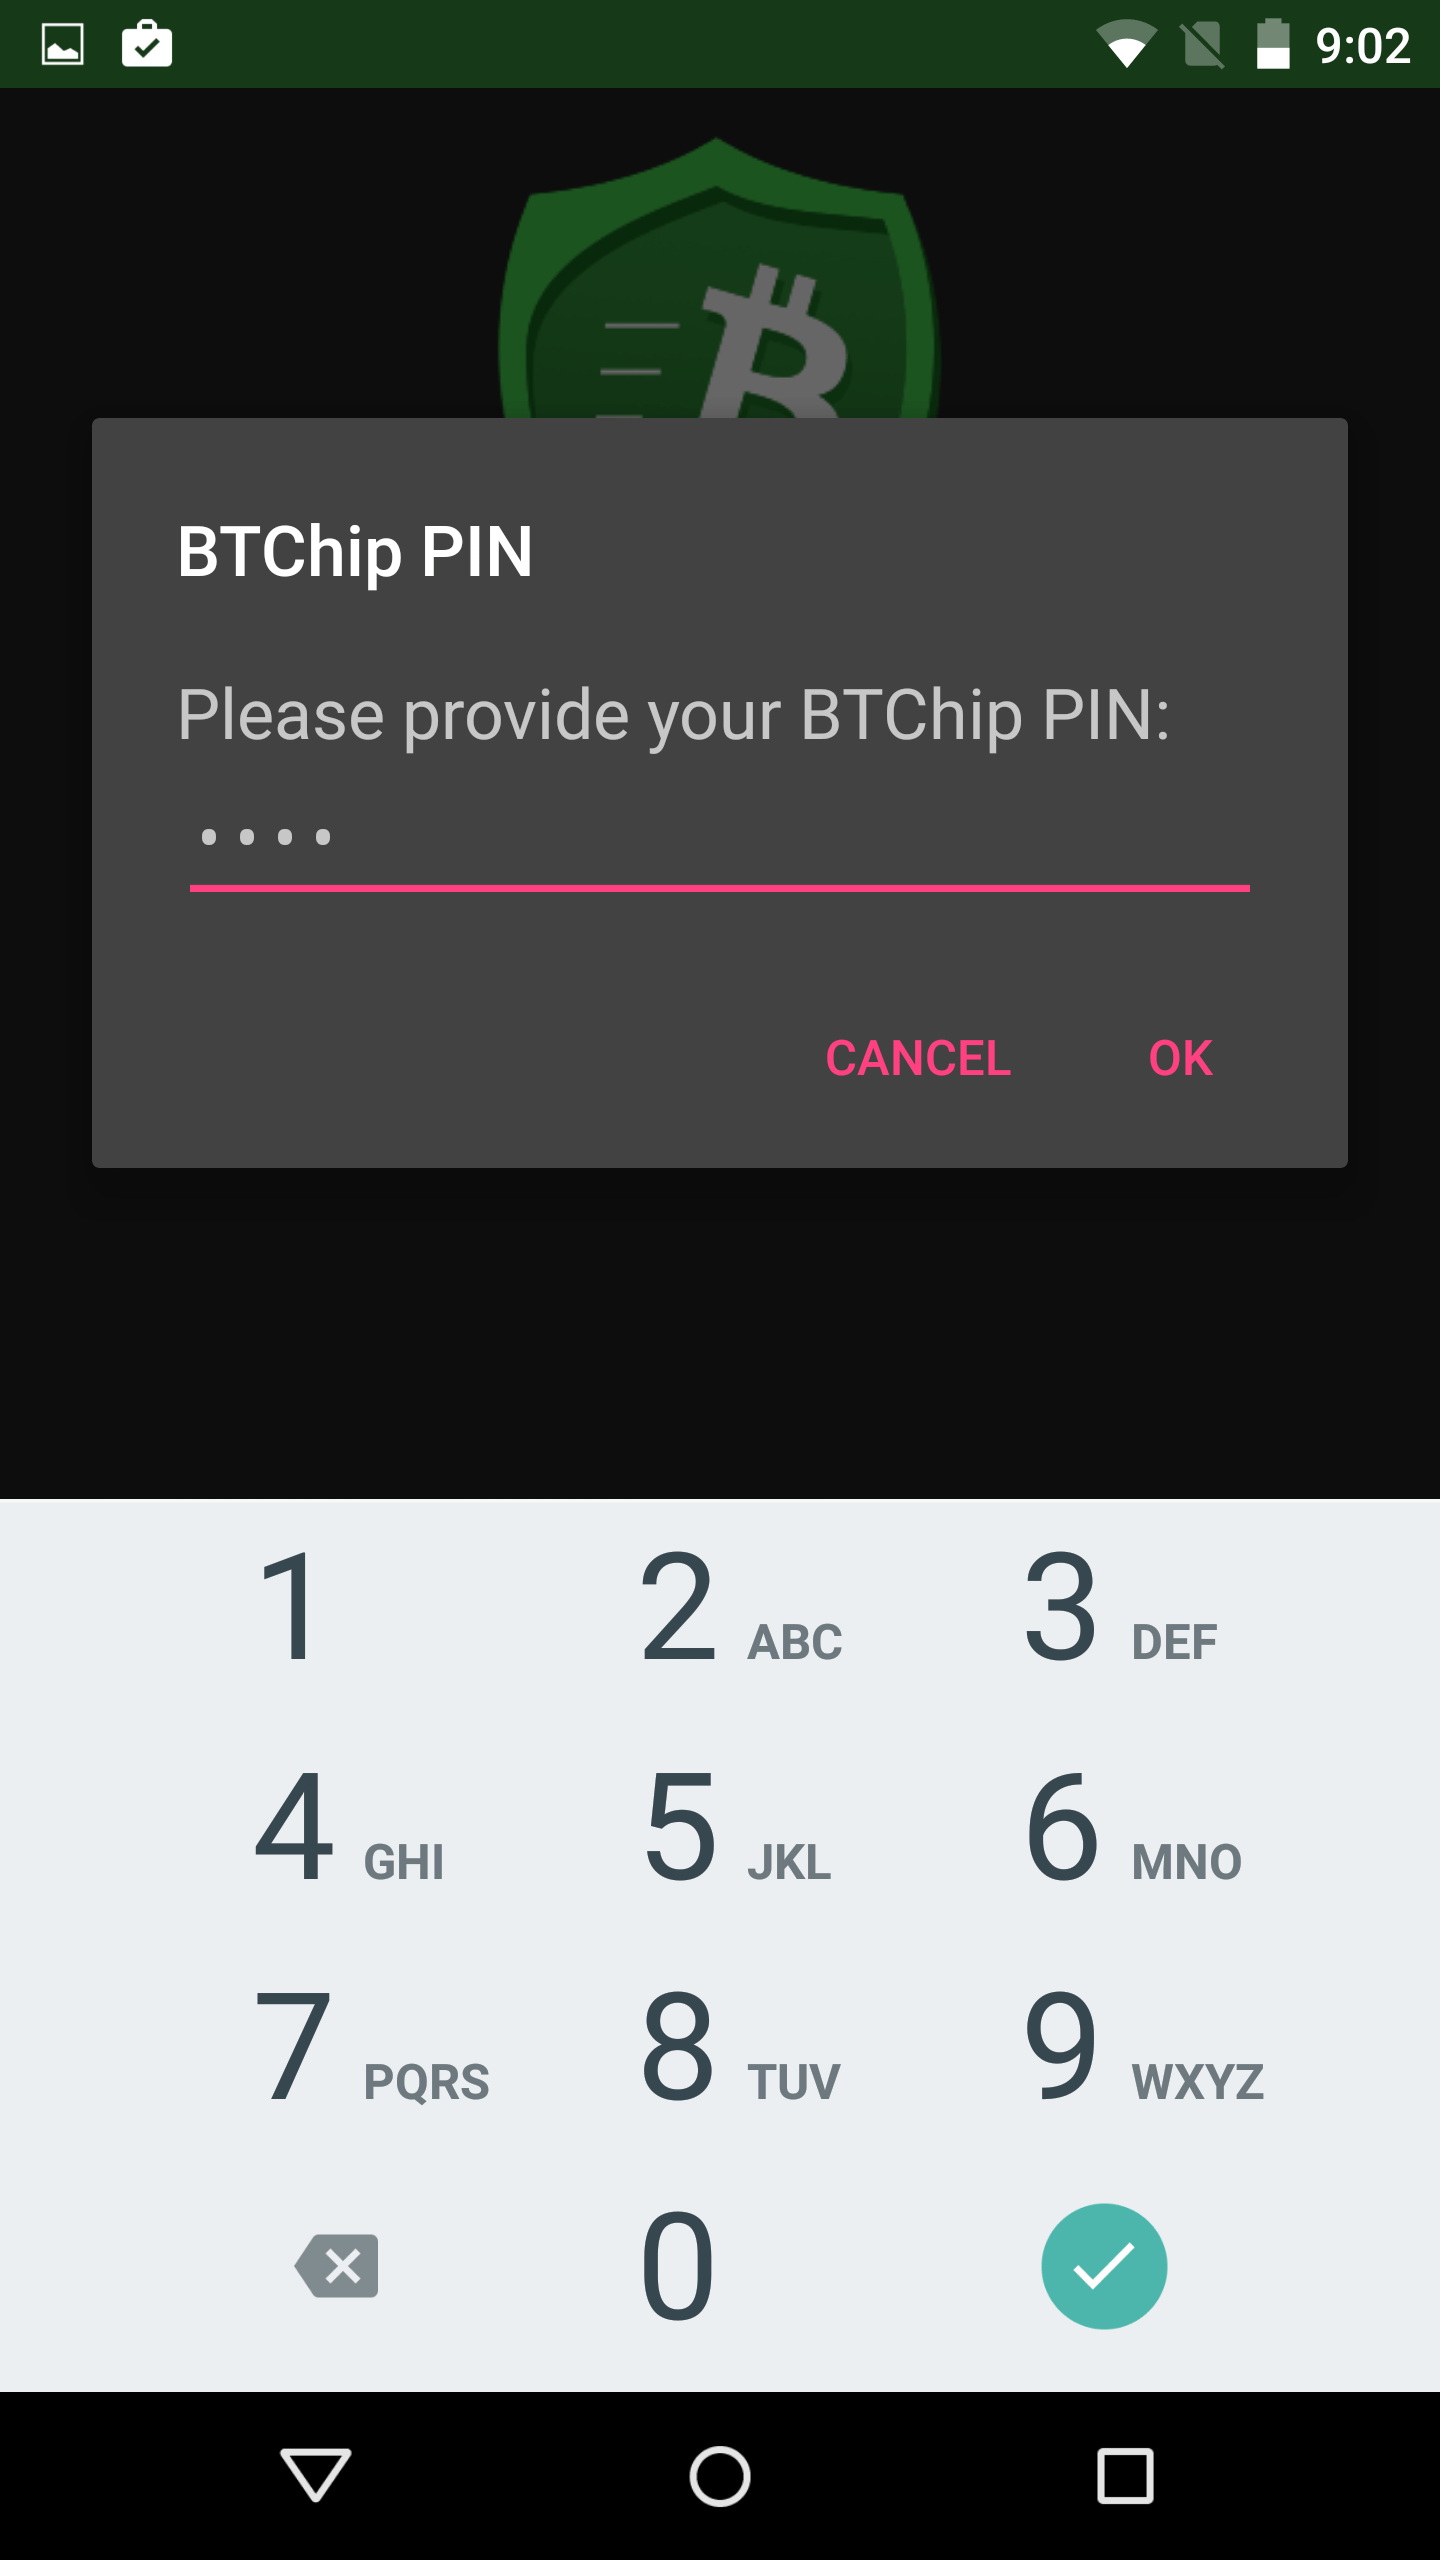 9:02
BTChip PIN
Please provide your BTChip PIN:
••••
CANCEL OK
1 2 ABC 3 DEF
4 GHI 5 JKL 6 MNO
7 PQRS 8 TUV 9 WXYZ
0